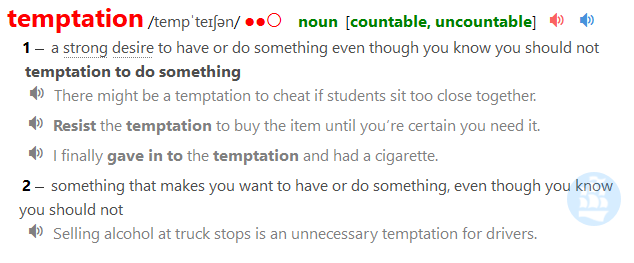 temptation /tempˈteɪʃən/ ●●○ noun [countable, uncountable]
1 – a strong desire to have or do something even though you know you should not
temptation to do something
There might be a temptation to cheat if students sit too close together.
Resist the temptation to buy the item until you’re certain you need it.
I finally gave in to the temptation and had a cigarette.
2 – something that makes you want to have or do something, even though you know
you should not
Selling alcohol at truck stops is an unnecessary temptation for drivers.